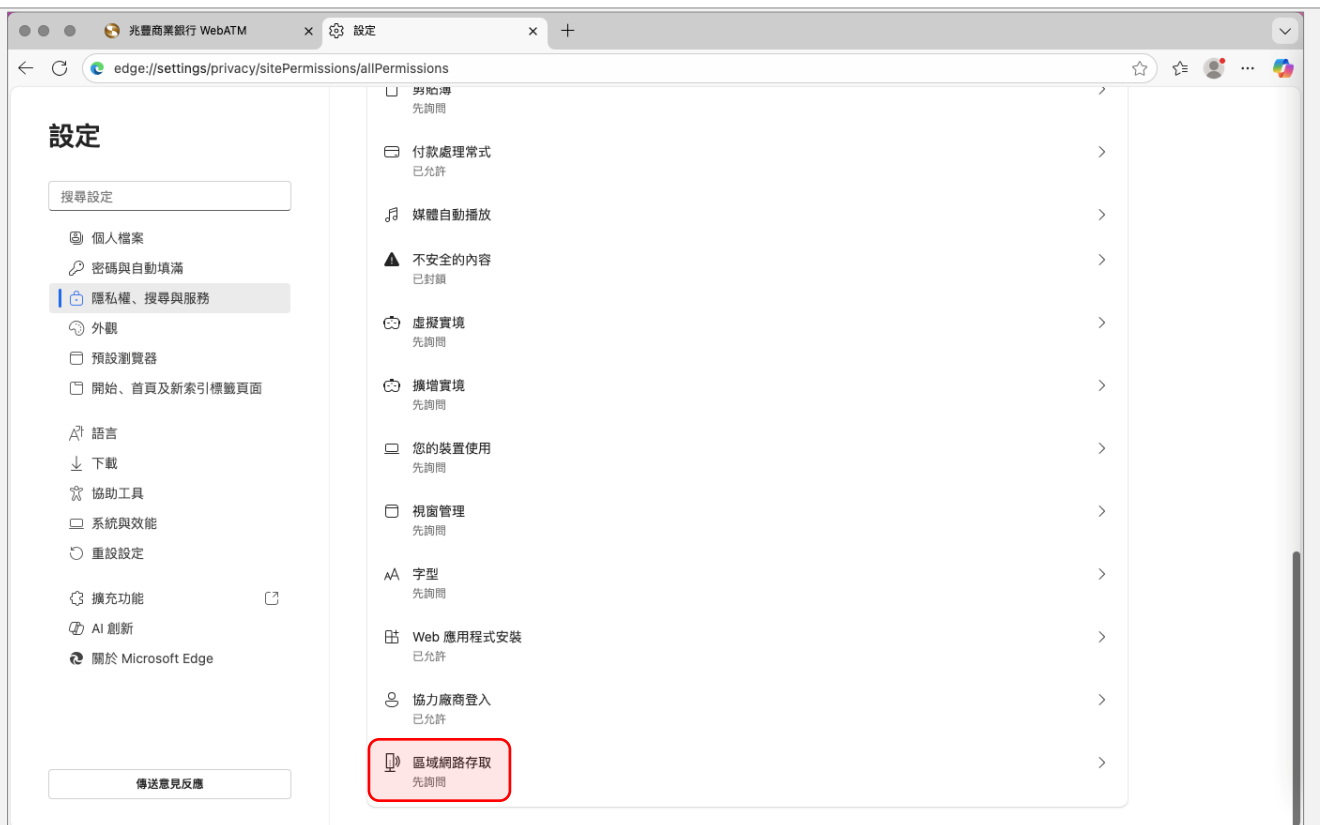 兆豐商業銀行 WebATM
設定
edge://settings/privacy/sitePermissions/allPermissions
設定
搜尋設定
個人檔案
密碼與自動填滿
隱私權、搜尋與服務
外觀
預設瀏覽器
開始、首頁及新索引標籤頁面
語言
下載
協助工具
系統與效能
重設設定
擴充功能
AI 創新
關於 Microsoft Edge
傳送意見反應
剪貼簿
先詢問
付款處理常式
已允許
媒體自動播放
不安全的內容
已封鎖
虛擬實境
先詢問
擴增實境
先詢問
您的裝置使用
先詢問
視窗管理
先詢問
字型
先詢問
Web 應用程式安裝
已允許
協力廠商登入
已允許
區域網路存取
先詢問